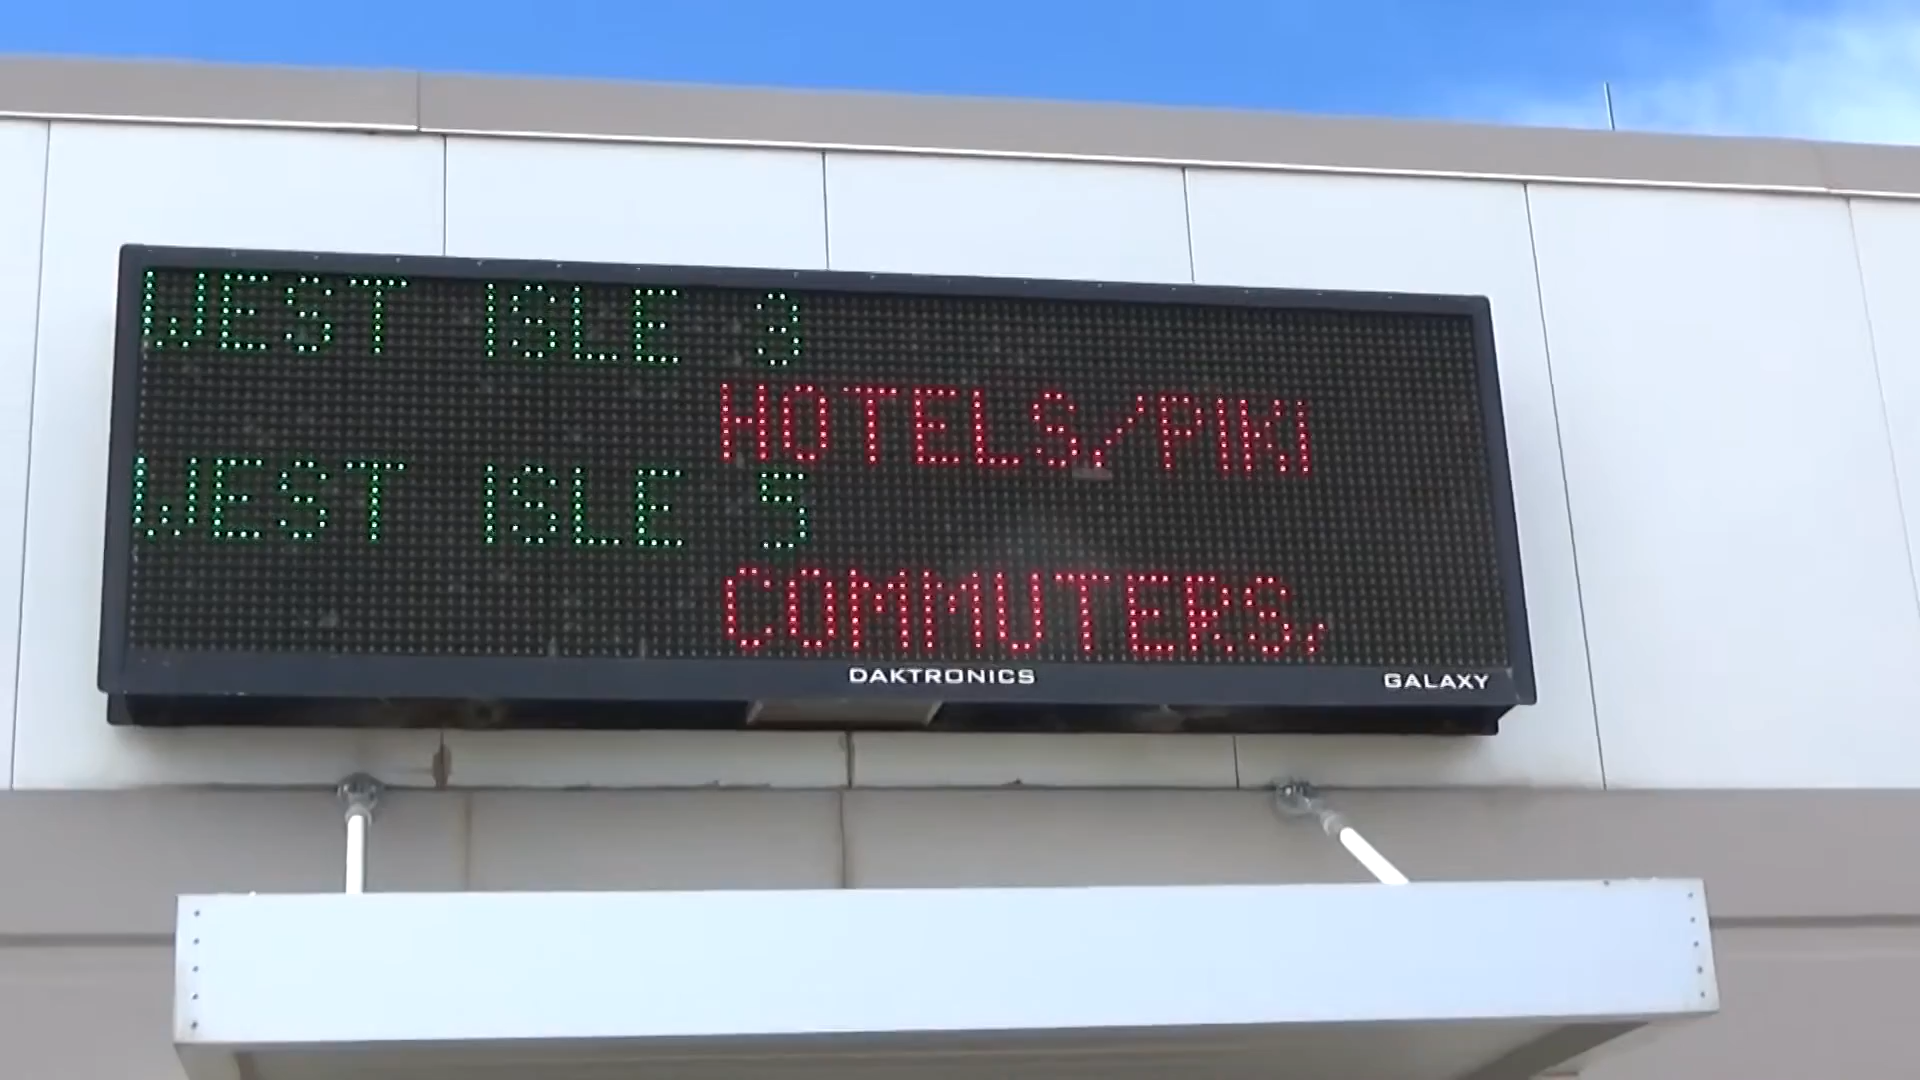 WEST ISLE 3
HOTELS/PIKI
WEST ISLE 5
COMMUTERS,
DAKTRONICS GALAXY